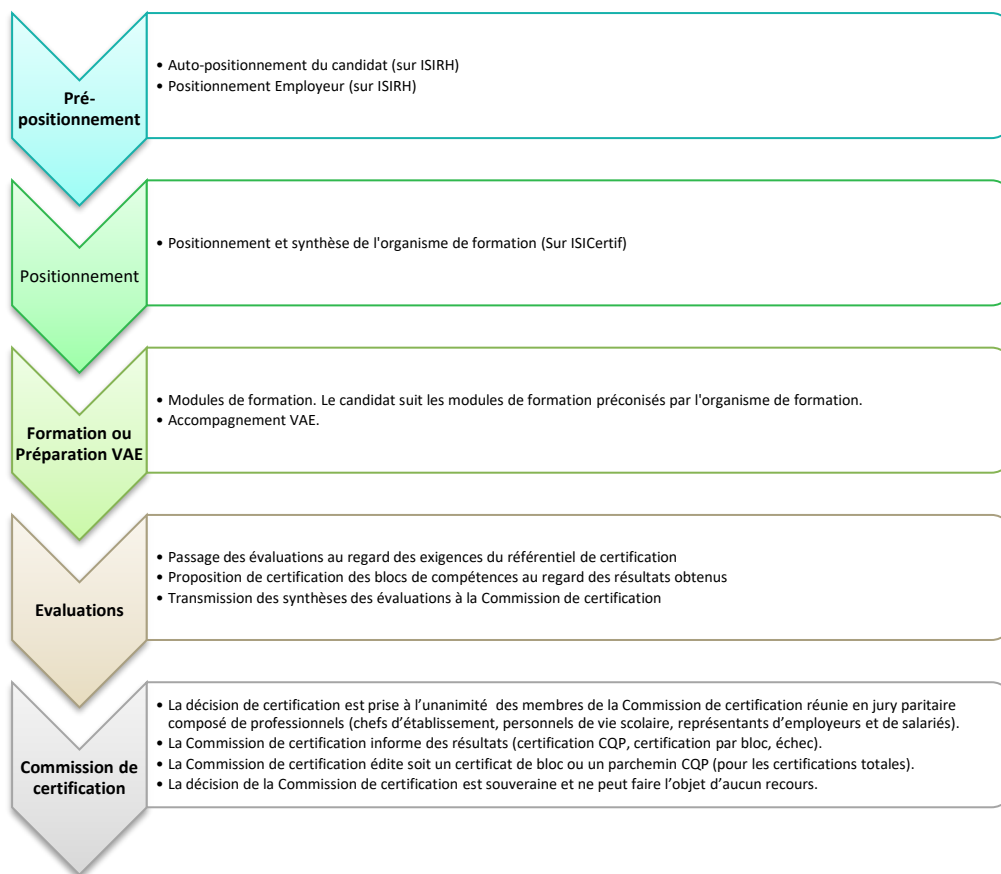 Pré-
positionnement
• Auto-positionnement du candidat (sur ISIRH)
• Positionnement Employeur (sur ISIRH)
Positionnement
• Positionnement et synthèse de l'organisme de formation (Sur ISICertif)
Formation ou
Préparation VAE
• Modules de formation. Le candidat suit les modules de formation préconisés par l'organisme de formation.
• Accompagnement VAE.
Evaluations
• Passage des évaluations au regard des exigences du référentiel de certification
• Proposition de certification des blocs de compétences au regard des résultats obtenus
• Transmission des synthèses des évaluations à la Commission de certification
Commission de
certification
• La décision de certification est prise à l’unanimité des membres de la Commission de certification réunie en jury paritaire
composé de professionnels (chefs d’établissement, personnels de vie scolaire, représentants d’employeurs et de salariés).
• La Commission de certification informe des résultats (certification CQP, certification par bloc, échec).
• La Commission de certification édite soit un certificat de bloc ou un parchemin CQP (pour les certifications totales).
• La décision de la Commission de certification est souveraine et ne peut faire l’objet d’aucun recours.